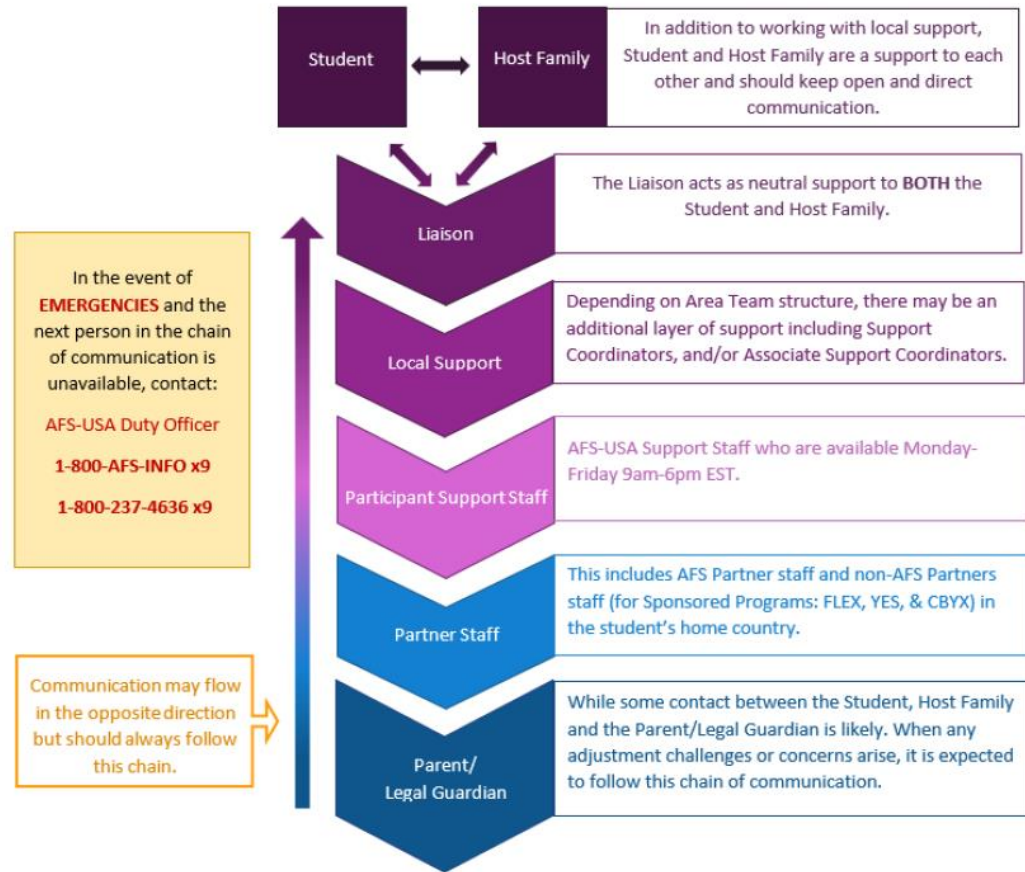 Student
Host Family
In addition to working with local support,
Student and Host Family are a support to each
other and should keep open and direct
communication.
Liaison
The Liaison acts as neutral support to BOTH the
Student and Host Family.
In the event of
EMERGENCIES and the
next person in the chain
of communication is
unavailable, contact:
AFS-USA Duty Officer
1-800-AFS-INFO x9
1-800-237-4636 x9
Local Support
Depending on Area Team structure, there may be an
additional layer of support including Support
Coordinators, and/or Associate Support Coordinators.
Participant Support Staff
AFS-USA Support Staff who are available Monday-
Friday 9am-6pm EST.
Partner Staff
This includes AFS Partner staff and non-AFS Partners
staff (for Sponsored Programs: FLEX, YES, & CBYX) in
the student's home country.
Communication may flow
in the opposite direction
but should always follow
this chain.
Parent/
Legal Guardian
While some contact between the Student, Host Family
and the Parent/Legal Guardian is likely. When any
adjustment challenges or concerns arise, it is expected
to follow this chain of communication.